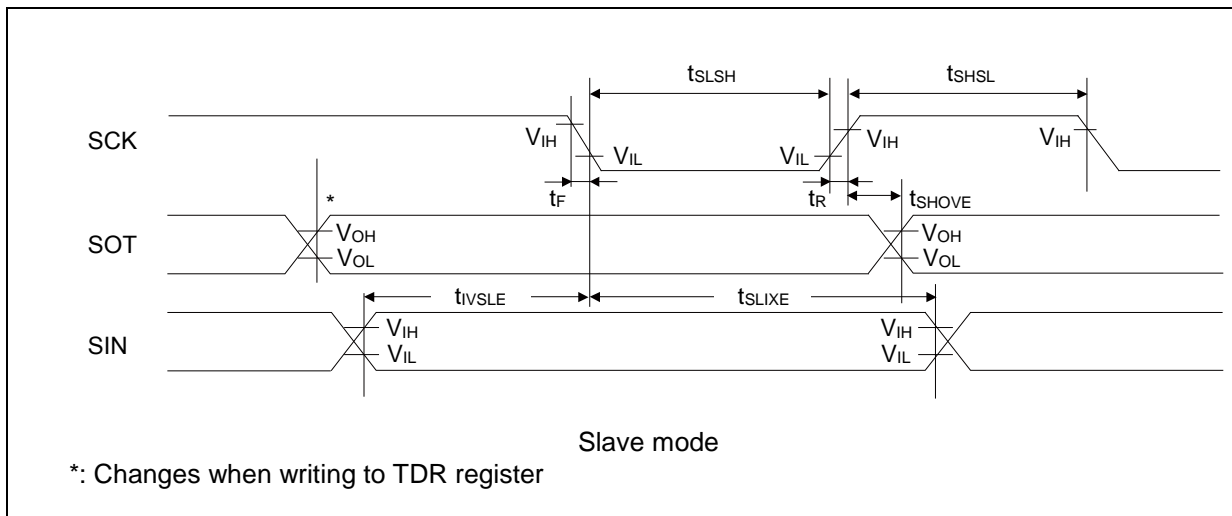 tSLSH tSHSL
SCK VIH VIL VIL VIH VIH
tF tR tSHOVE
*
SOT VOH VOH
VOL VOL
tIVSLE tSLIXE
SIN VIH VIH
VIL VIL
Slave mode
*: Changes when writing to TDR register